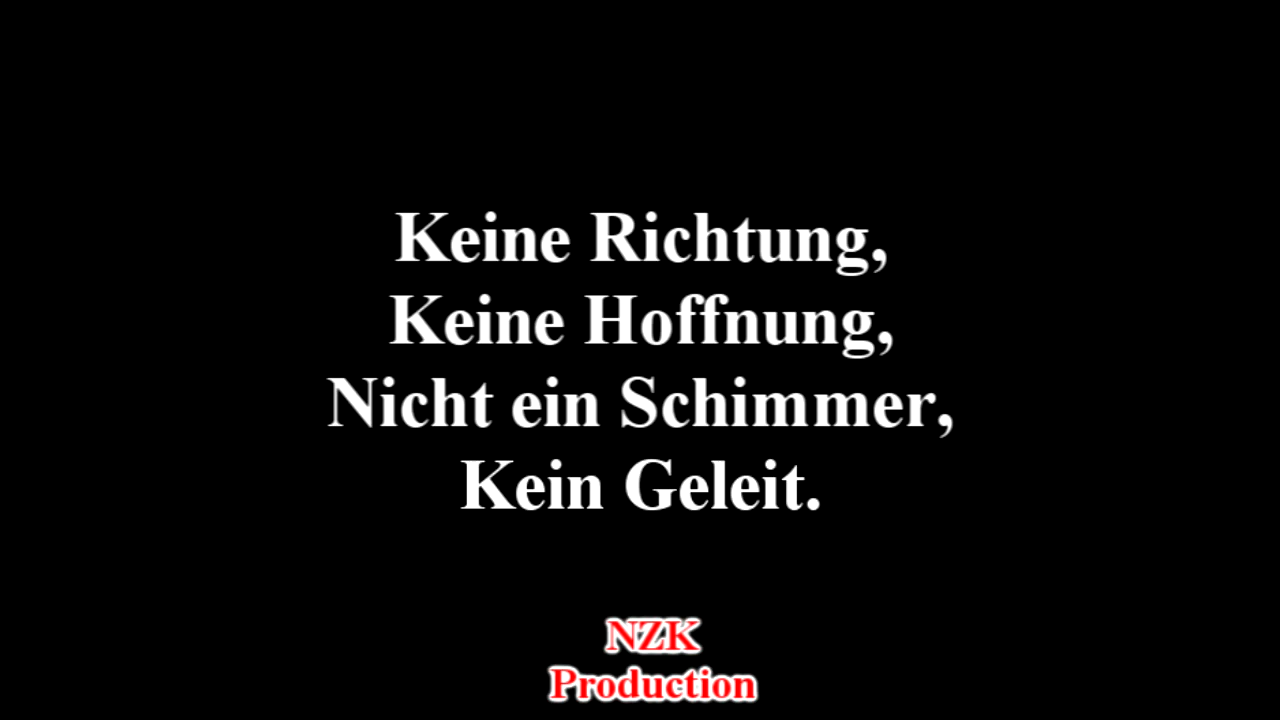 Keine Richtung,
Keine Hoffnung,
Nicht ein Schimmer,
Kein Geleit.
NZK
Production